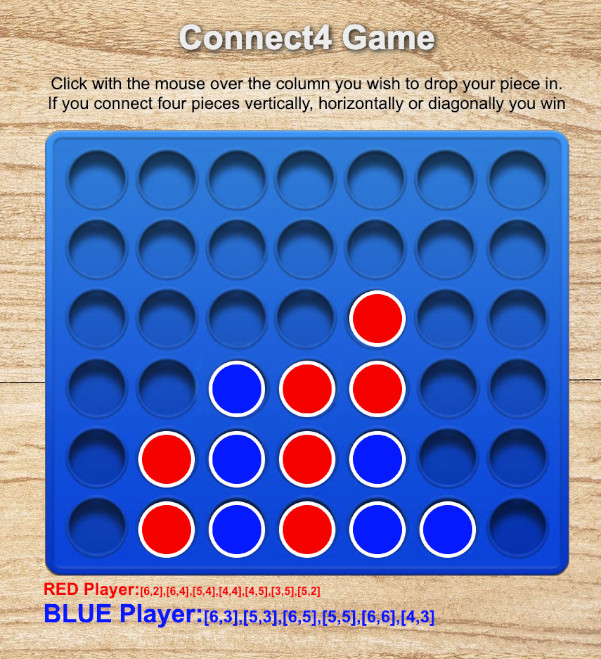 Connect4 Game
Click with the mouse over the column you wish to drop your piece in.
If you connect four pieces vertically, horizontally or diagonally you win
RED Player:[6,2],[6,4],[5,4],[4,4],[4,5],[3,5],[5,2]
BLUE Player:[6,3],[5,3],[6,5],[5,5],[6,6],[4,3]